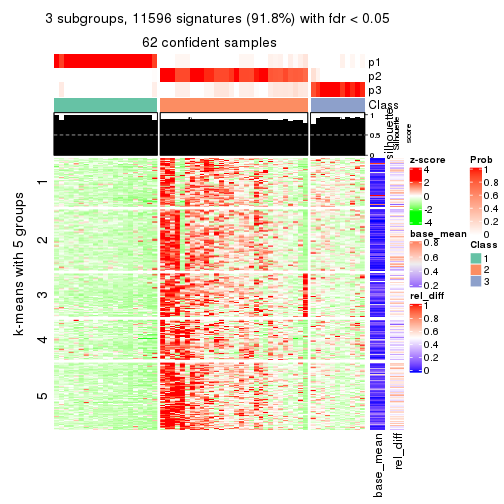 3 subgroups, 11596 signatures (91.8%) with fdr < 0.05
62 confident samples
p1
p2
p3
Class
silhouette
Silhouette
score
1
0.5
0
k-means with 5 groups
1
2
3
4
5
base_mean
rel_diff
z-score
4
2
0
-2
-4
base_mean
0.8
0.6
0.4
0.2
rel_diff
1
0.8
0.6
0.4
0.2
0
Prob
1
0.8
0.6
0.4
0.2
0
Class
1
2
3